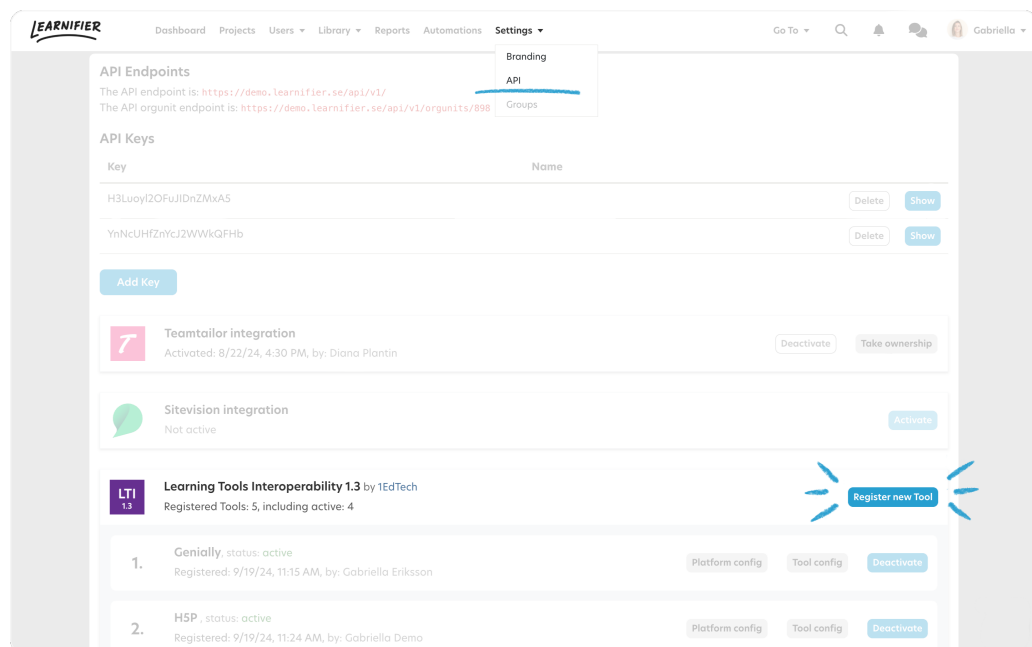 LEARNIFIER
Dashboard Projects Users Library Reports Automations Settings Go To Gabriella
Branding
API
Groups
API Endpoints
The API endpoint is: https://demo.learnifier.se/api/v1/
The API orgunit endpoint is: https://demo.learnifier.se/api/v1/orgunits/898
API Keys
Key Name
H3Luoyl2OFuJIDnZMxA5 Delete Show
YnNcUHfZnYcJ2WWkQFHb Delete Show
Add Key
Teamtailor integration
Activated: 8/22/24, 4:30 PM, by: Diana Plantin
Deactivate Take ownership
Sitevision integration
Not active
Activate
LTI
1.3
Learning Tools Interoperability 1.3 by 1EdTech
Registered Tools: 5, including active: 4
Register new Tool
1. Genially, status: active
Registered: 9/19/24, 11:15 AM, by: Gabriella Eriksson
Platform config Tool config Deactivate
2. H5P , status: active
Registered: 9/19/24, 11:24 AM, by: Gabriella Demo
Platform config Tool config Deactivate